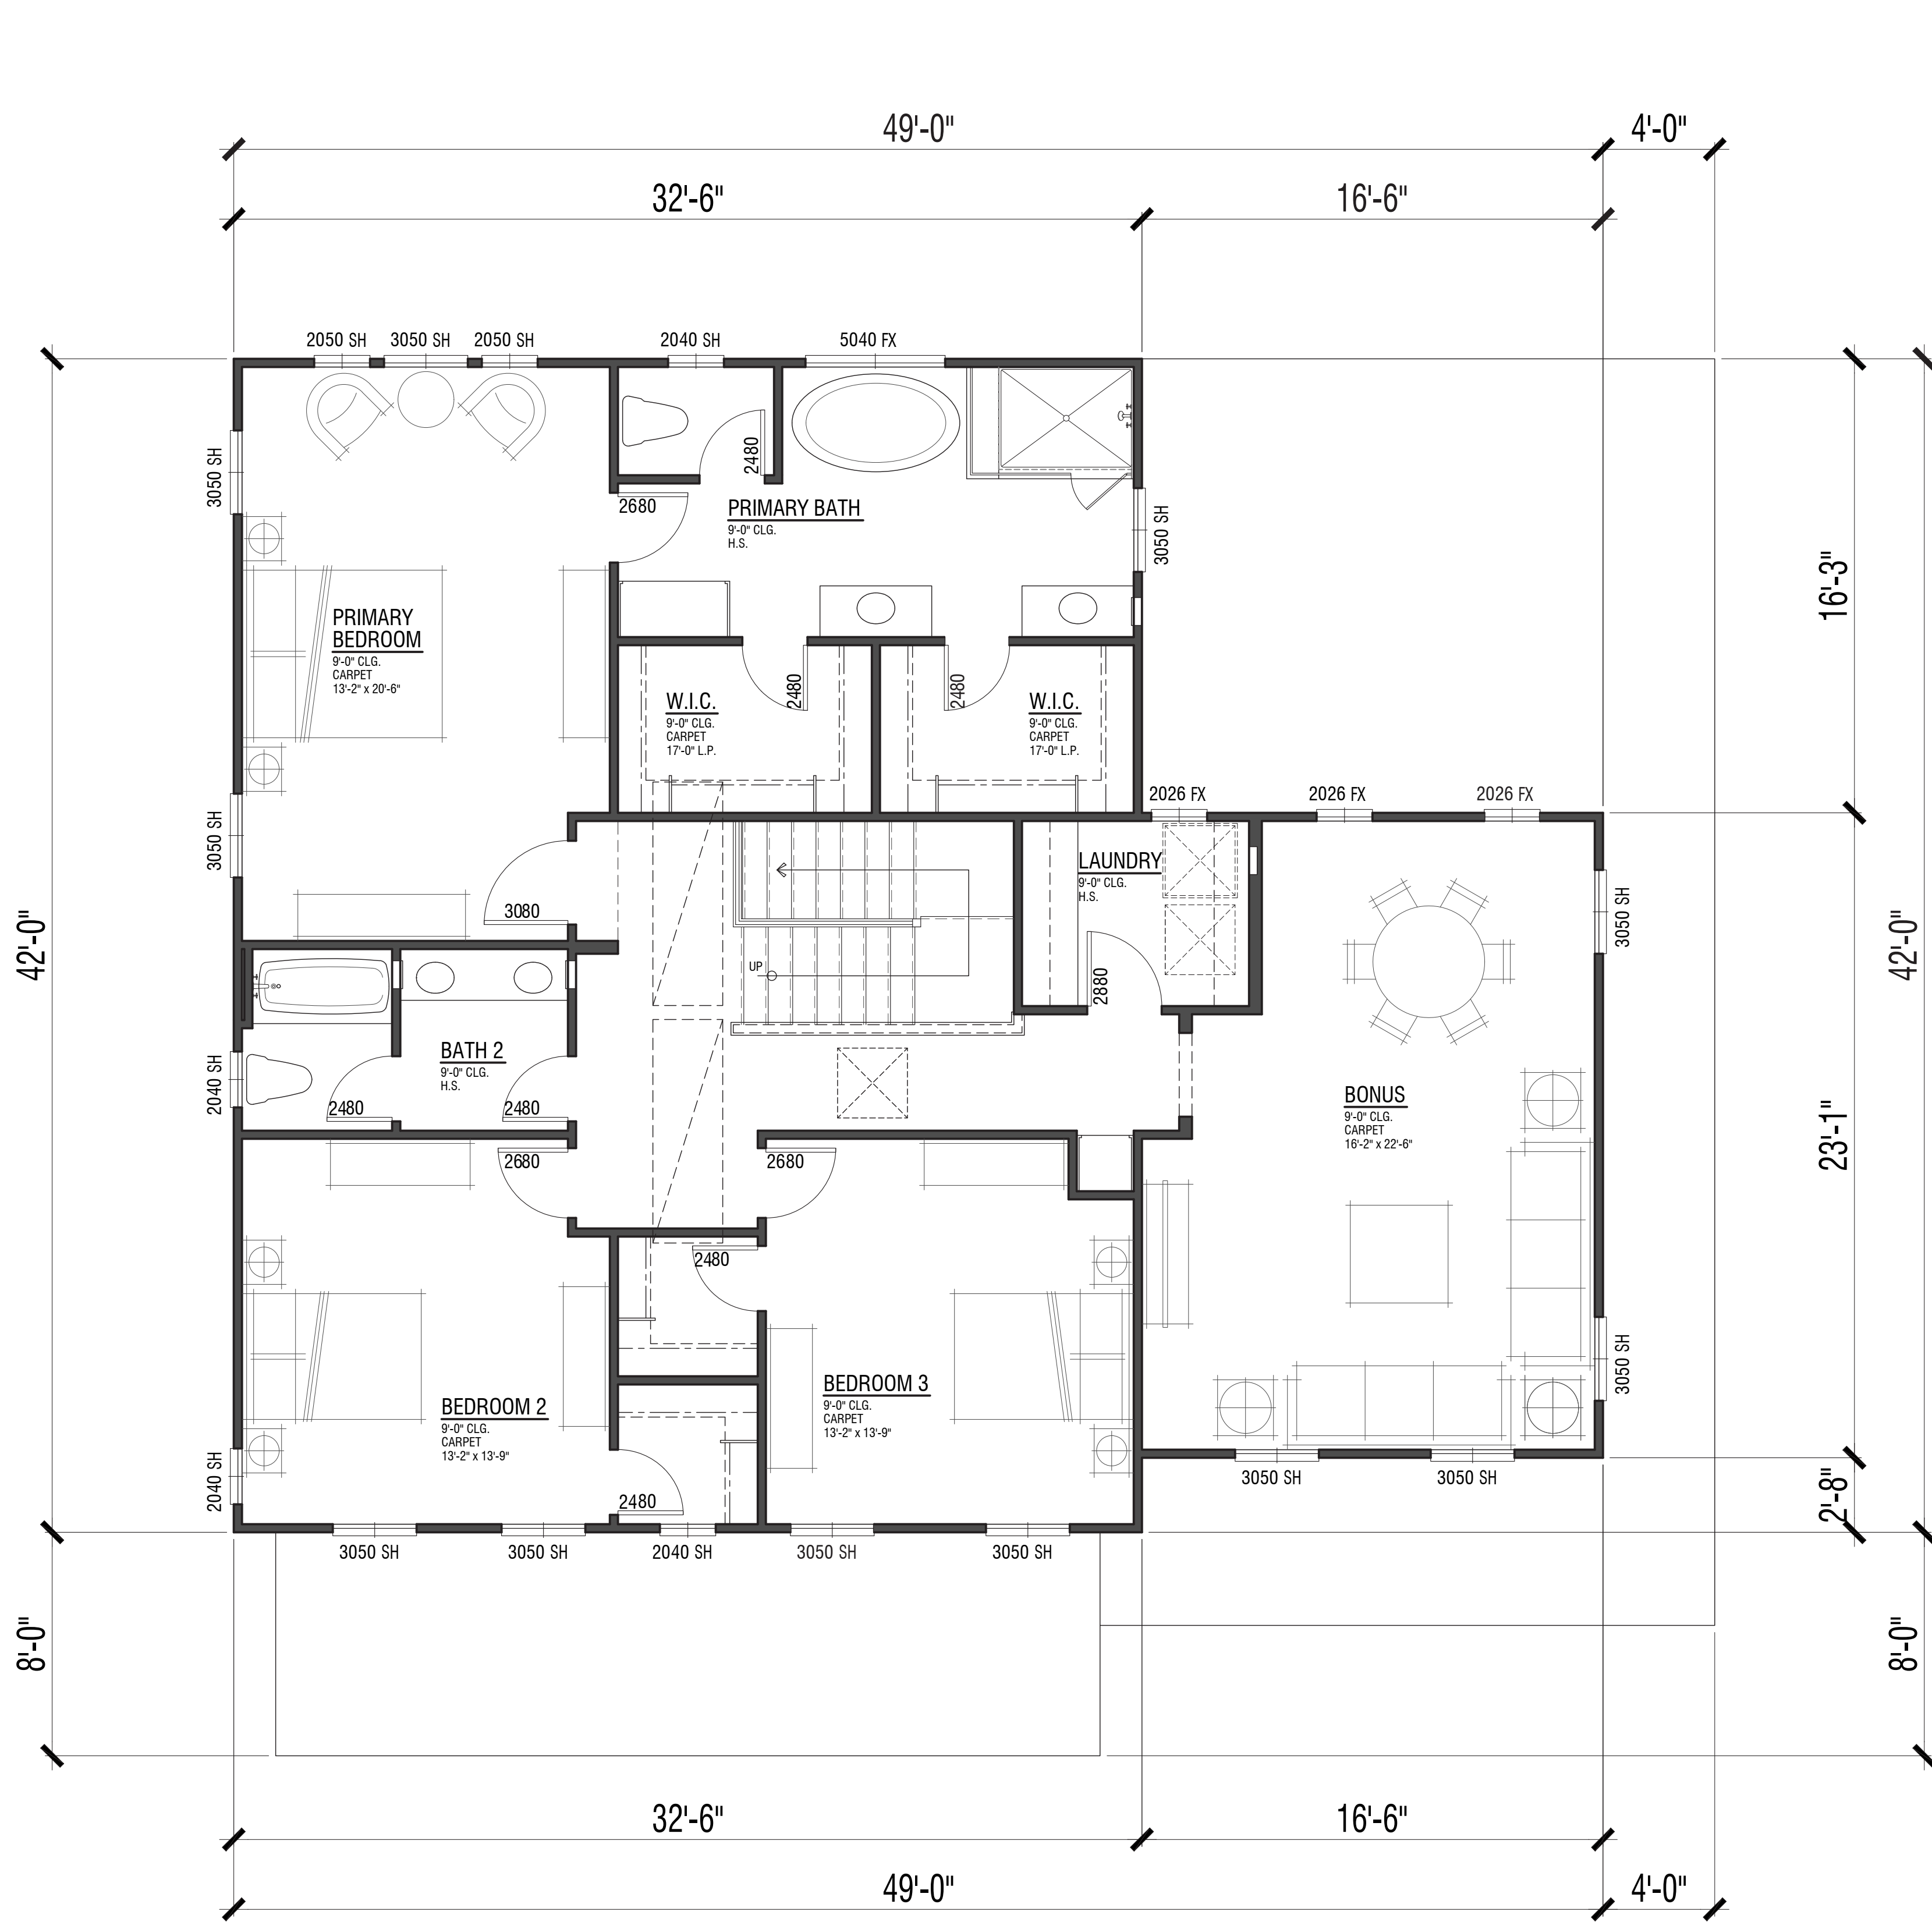 49'-0" 4'-0"
32'-6" 16'-6"
2050 SH 3050 SH 2050 SH 2040 SH 5040 FX
3050 SH
2480
2680
PRIMARY BATH
9'-0" CLG.
H.S.
3050 SH
16'-3"
PRIMARY
BEDROOM
9'-0" CLG.
CARPET
13'-2" x 20'-6"
W.I.C.
9'-0" CLG.
CARPET
17'-0" L.P.
2480
2480
W.I.C.
9'-0" CLG.
CARPET
17'-0" L.P.
2026 FX 2026 FX 2026 FX
3050 SH
LAUNDRY
9'-0" CLG.
H.S.
3080
3050 SH
42'-0"
42'-0"
UP
2880
BATH 2
9'-0" CLG.
H.S.
2040 SH
2480
2480
BONUS
9'-0" CLG.
CARPET
16'-2" x 22'-6"
23'-1"
2680
2680
2480
BEDROOM 3
9'-0" CLG.
CARPET
13'-2" x 13'-9"
3050 SH
BEDROOM 2
9'-0" CLG.
CARPET
13'-2" x 13'-9"
2040 SH
2480
3050 SH 3050 SH
2'-8"
3050 SH 3050 SH 2040 SH 3050 SH 3050 SH
8'-0"
8'-0"
32'-6" 16'-6"
49'-0" 4'-0"